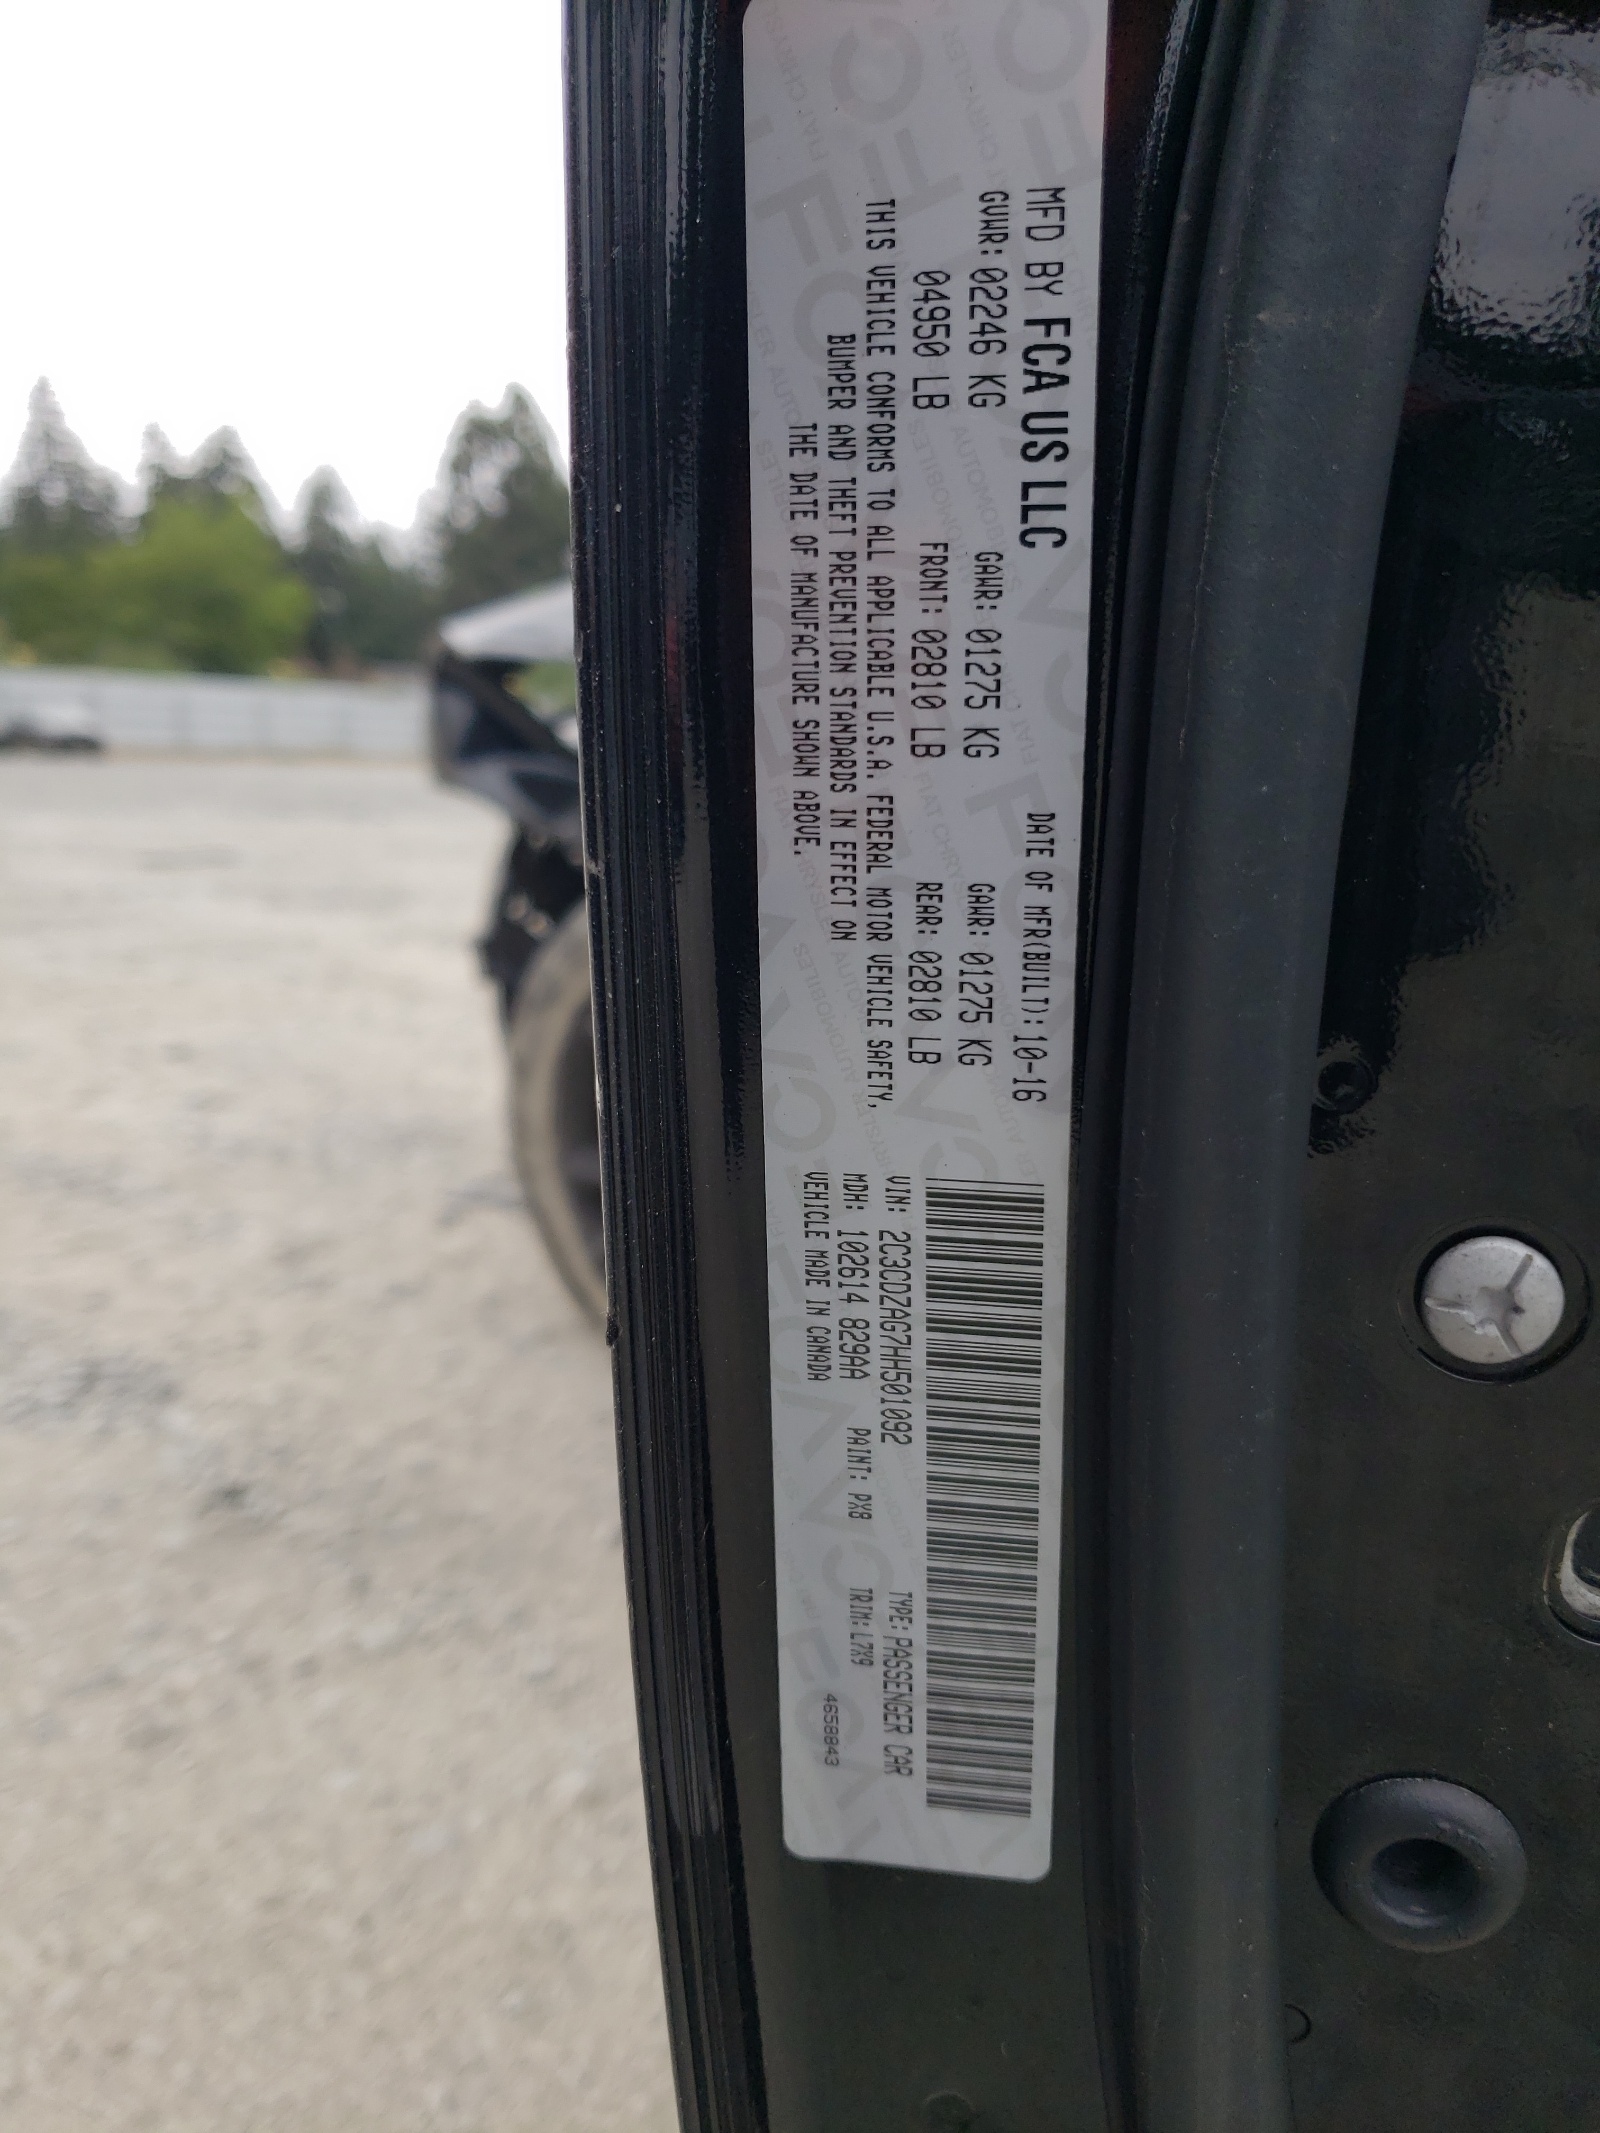 MFD BY FCA US LLC DATE OF MFR(BUILT): 10-16
GVWR: 02246 KG GAWR: 01275 KG GAWR: 01275 KG
04950 LB FRONT: 02810 LB REAR: 02810 LB
THIS VEHICLE CONFORMS TO ALL APPLICABLE U.S.A. FEDERAL MOTOR VEHICLE SAFETY,
BUMPER AND THEFT PREVENTION STANDARDS IN EFFECT ON
THE DATE OF MANUFACTURE SHOWN ABOVE.
VIN: 2C3CDZAG7HH501092 TYPE: PASSENGER CAR
MDH: 102614 829AA PAINT: PX8 TRIM: L7X9
VEHICLE MADE IN CANADA 4658843